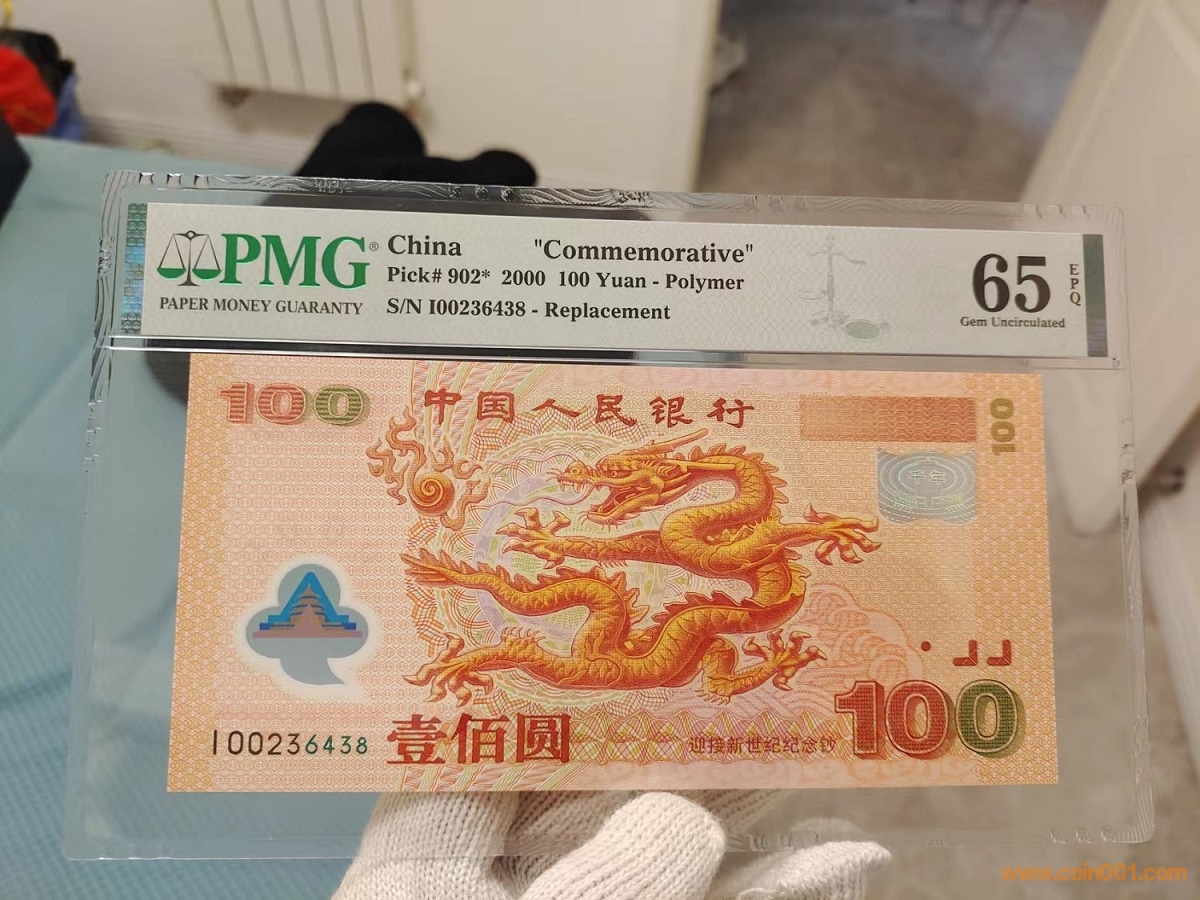 PMG®
PAPER MONEY GUARANTY
China "Commemorative"
Pick# 902* 2000 100 Yuan - Polymer
S/N I00236438 - Replacement
65
EPQ
Gem Uncirculated
100
中国人民银行
100
千年
I00236438
壹佰圆
迎接新世纪纪念钞
100
www.coin001.com